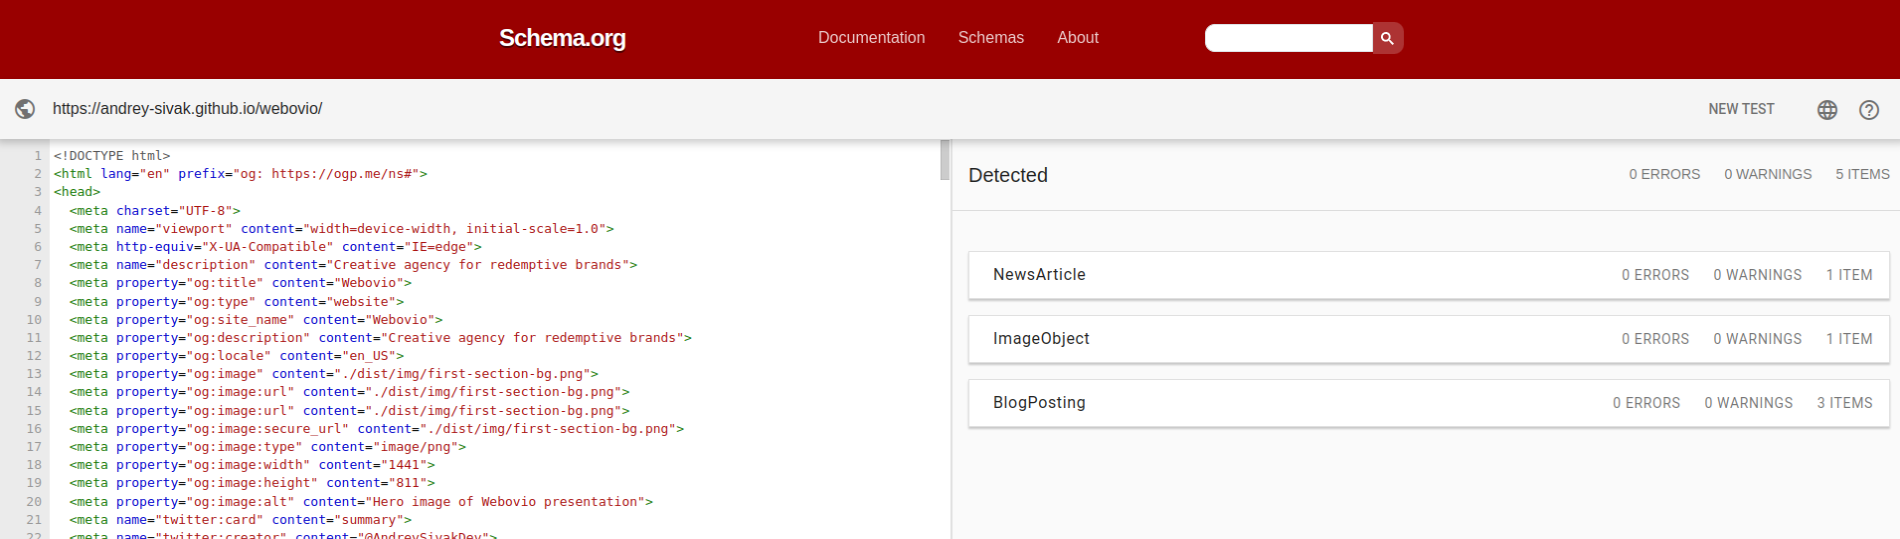 Schema.org
Documentation
Schemas
About
https://andrey-sivak.github.io/webovio/
NEW TEST
1 <!DOCTYPE html>
2 <html lang="en" prefix="og: https://ogp.me/ns#">
3 <head>
4 <meta charset="UTF-8">
5 <meta name="viewport" content="width=device-width, initial-scale=1.0">
6 <meta http-equiv="X-UA-Compatible" content="IE=edge">
7 <meta name="description" content="Creative agency for redemptive brands">
8 <meta property="og:title" content="Webovio">
9 <meta property="og:type" content="website">
10 <meta property="og:site_name" content="Webovio">
11 <meta property="og:description" content="Creative agency for redemptive brands">
12 <meta property="og:locale" content="en_US">
13 <meta property="og:image" content="./dist/img/first-section-bg.png">
14 <meta property="og:image:url" content="./dist/img/first-section-bg.png">
15 <meta property="og:image:url" content="./dist/img/first-section-bg.png">
16 <meta property="og:image:secure_url" content="./dist/img/first-section-bg.png">
17 <meta property="og:image:type" content="image/png">
18 <meta property="og:image:width" content="1441">
19 <meta property="og:image:height" content="811">
20 <meta property="og:image:alt" content="Hero image of Webovio presentation">
21 <meta name="twitter:card" content="summary">
22 <meta name="twitter:creator" content="@AndreySivakDev">
Detected
0 ERRORS
0 WARNINGS
5 ITEMS
NewsArticle
0 ERRORS
0 WARNINGS
1 ITEM
ImageObject
0 ERRORS
0 WARNINGS
1 ITEM
BlogPosting
0 ERRORS
0 WARNINGS
3 ITEMS